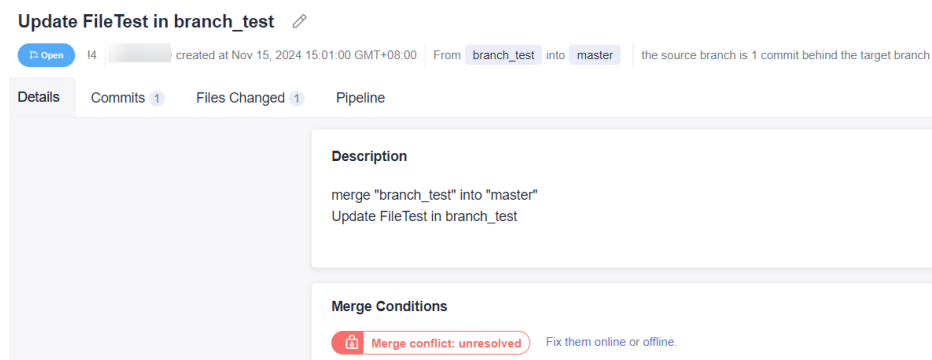 Update FileTest in branch_test
Open !4 created at Nov 15, 2024 15:01:00 GMT+08:00 From branch_test into master the source branch is 1 commit behind the target branch
Details Commits 1 Files Changed 1 Pipeline
Description
merge "branch_test" into "master"
Update FileTest in branch_test
Merge Conditions
Merge conflict: unresolved Fix them online or offline.